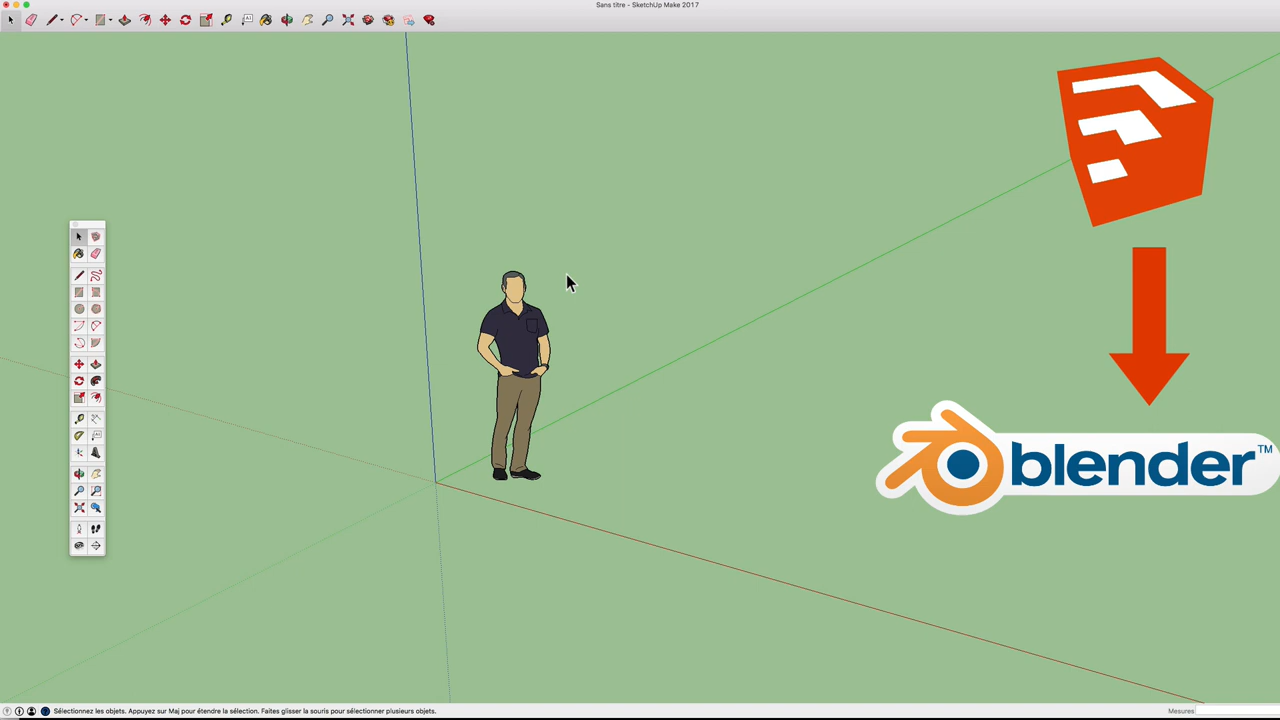 Sans titre - SketchUp Make 2017
blender™
Sélectionnez les objets. Appuyez sur Maj pour étendre la sélection. Faites glisser la souris pour sélectionner plusieurs objets.
Mesures